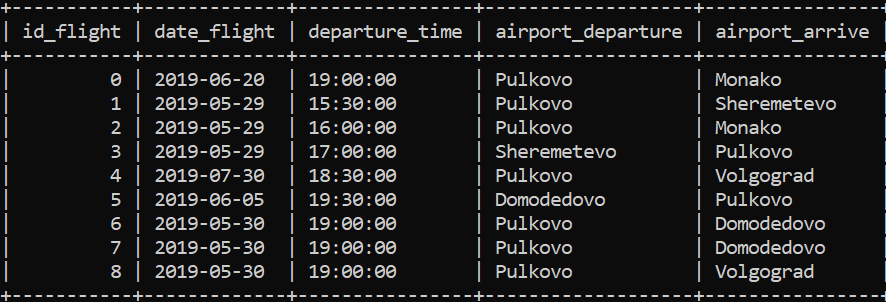 | id_flight | date_flight | departure_time | airport_departure | airport_arrive |
| 0 | 2019-06-20 | 19:00:00 | Pulkovo | Monako
| 1 | 2019-05-29 | 15:30:00 | Pulkovo | Sheremetevo
| 2 | 2019-05-29 | 16:00:00 | Pulkovo | Monako
| 3 | 2019-05-29 | 17:00:00 | Sheremetevo | Pulkovo
| 4 | 2019-07-30 | 18:30:00 | Pulkovo | Volgograd
| 5 | 2019-06-05 | 19:30:00 | Domodedovo | Pulkovo
| 6 | 2019-05-30 | 19:00:00 | Pulkovo | Domodedovo
| 7 | 2019-05-30 | 19:00:00 | Pulkovo | Domodedovo
| 8 | 2019-05-30 | 19:00:00 | Pulkovo | Volgograd